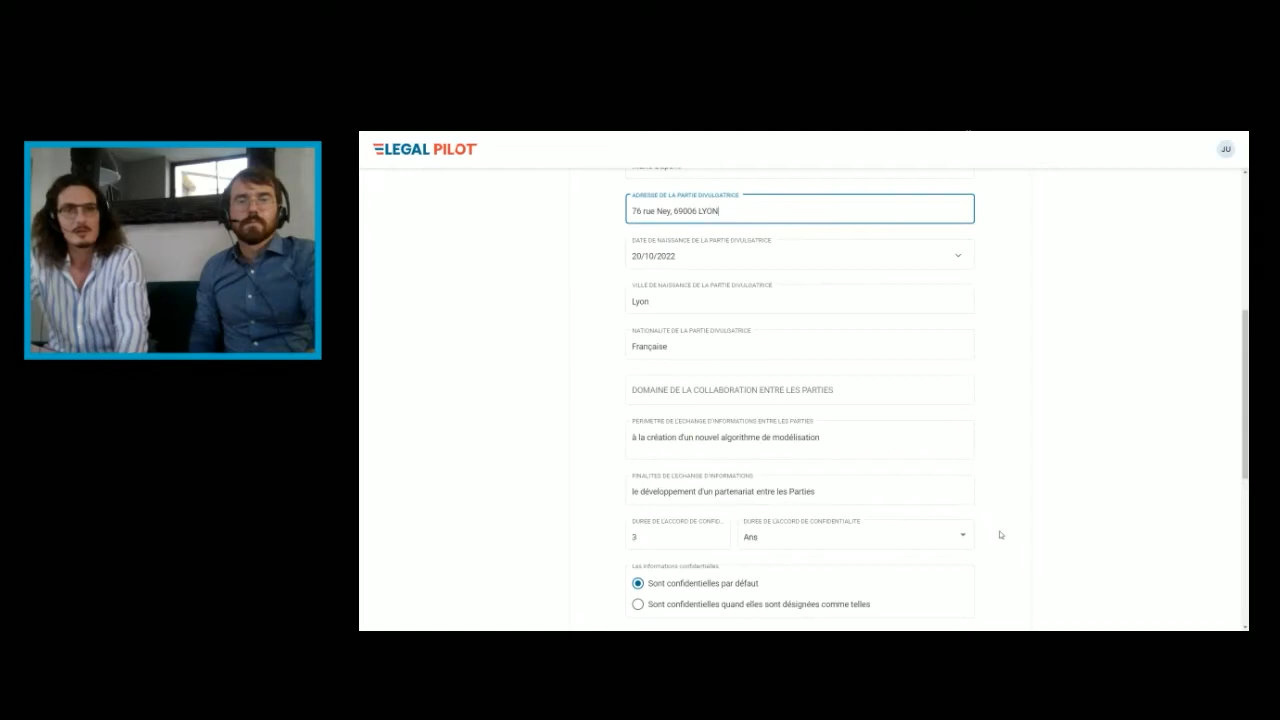 LEGAL PILOT
JU
ADRESSE DE LA PARTIE DIVULGATRICE
76 rue Ney, 69006 LYON
DATE DE NAISSANCE DE LA PARTIE DIVULGATRICE
20/10/2022
VILLE DE NAISSANCE DE LA PARTIE DIVULGATRICE
Lyon
NATIONALITE DE LA PARTIE DIVULGATRICE
Française
DOMAINE DE LA COLLABORATION ENTRE LES PARTIES
PERIMETRE DE L'ECHANGE D'INFORMATIONS ENTRE LES PARTIES
à la création d'un nouvel algorithme de modélisation
FINALITES DE L'ECHANGE D'INFORMATIONS
le développement d'un partenariat entre les Parties
DUREE DE L'ACCORD DE CONFID... DUREE DE L'ACCORD DE CONFIDENTIALITE
3 Ans
Les informations confidentielles
Sont confidentielles par défaut
Sont confidentielles quand elles sont désignées comme telles